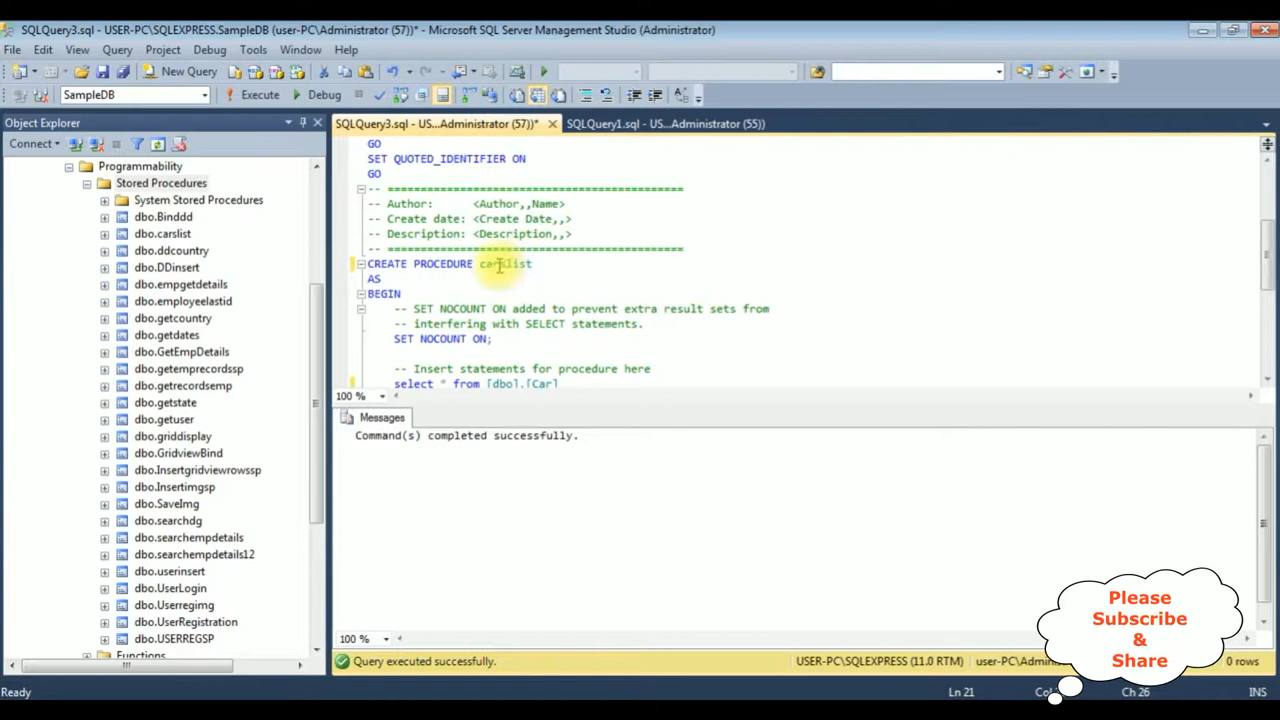 SQLQuery3.sql - USER-PC\SQLEXPRESS.SampleDB (user-PC\Administrator (57))* - Microsoft SQL Server Management Studio (Administrator)
File Edit View Query Project Debug Tools Window Help
New Query
SampleDB Execute Debug
Object Explorer
SQLQuery3.sql - US...Administrator (57))* SQLQuery1.sql - US...Administrator (55))
Connect
Programmability
Stored Procedures
System Stored Procedures
dbo.Binddd
dbo.carslist
dbo.ddcountry
dbo.DDinsert
dbo.empgetdetails
dbo.employeelastid
dbo.getcountry
dbo.getdates
dbo.GetEmpDetails
dbo.getemprecordssp
dbo.getrecordsemp
dbo.getstate
dbo.getuser
dbo.griddisplay
dbo.GridviewBind
dbo.Insertgridviewrowssp
dbo.Insertimgsp
dbo.SaveImg
dbo.searchdg
dbo.searchempdetails
dbo.searchempdetails12
dbo.userinsert
dbo.UserLogin
dbo.Userregimg
dbo.UserRegistration
dbo.USERREGSP
Functions
GO
SET QUOTED_IDENTIFIER ON
GO
-- =============================================
-- Author: <Author,,Name>
-- Create date: <Create Date,,>
-- Description: <Description,,>
-- =============================================
CREATE PROCEDURE carslist
AS
BEGIN
-- SET NOCOUNT ON added to prevent extra result sets from
-- interfering with SELECT statements.
SET NOCOUNT ON;
-- Insert statements for procedure here
select * from [dbo].[Car]
100 %
Messages
Command(s) completed successfully.
100 %
Query executed successfully. USER-PC\SQLEXPRESS (11.0 RTM) user-PC\Admini 0 rows
Ready Ln 21 Co Ch 26 INS
Please
Subscribe
&
Share